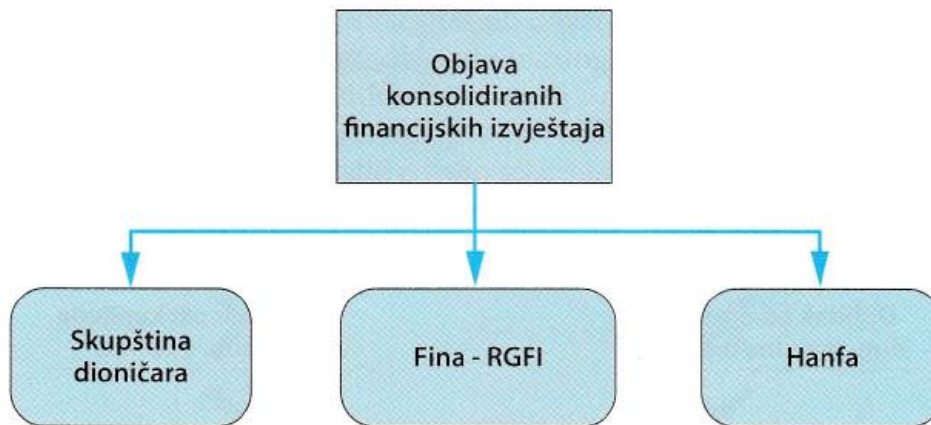 Objava
konsolidiranih
financijskih izvještaja
Skupština
dioničara
Fina - RGFI
Hanfa